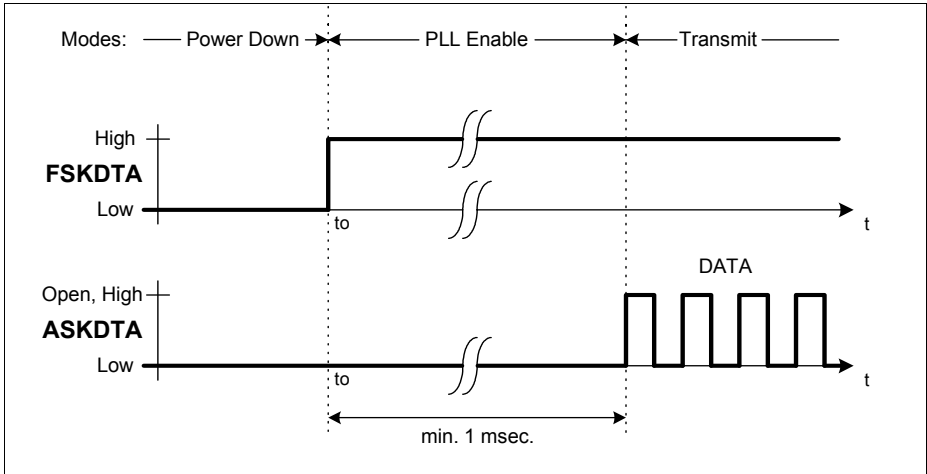 Modes: Power Down PLL Enable Transmit
High
FSKDTA
Low
to
t
DATA
Open, High
ASKDTA
Low
to
t
min. 1 msec.